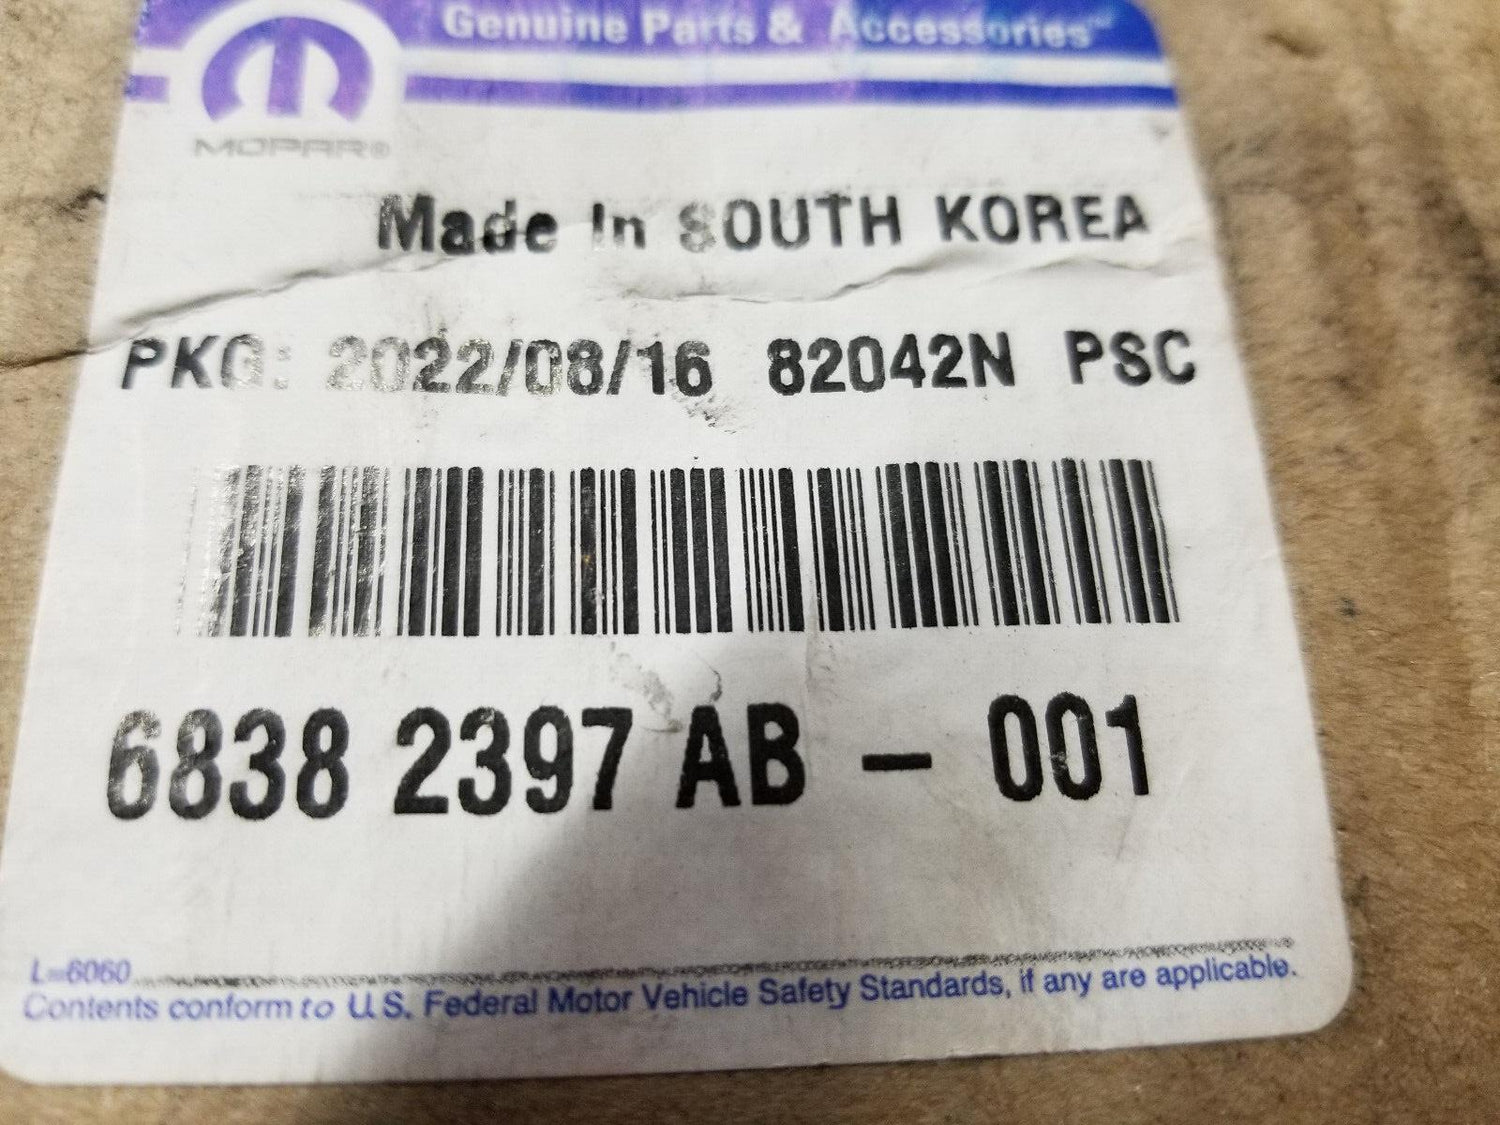 Genuine Parts & Accessories
MOPAR®
Made In SOUTH KOREA
PKG: 2022/08/16 82042N PSC
6838 2397 AB - 001
L-6060
Contents conform to U.S. Federal Motor Vehicle Safety Standards, if any are applicable.